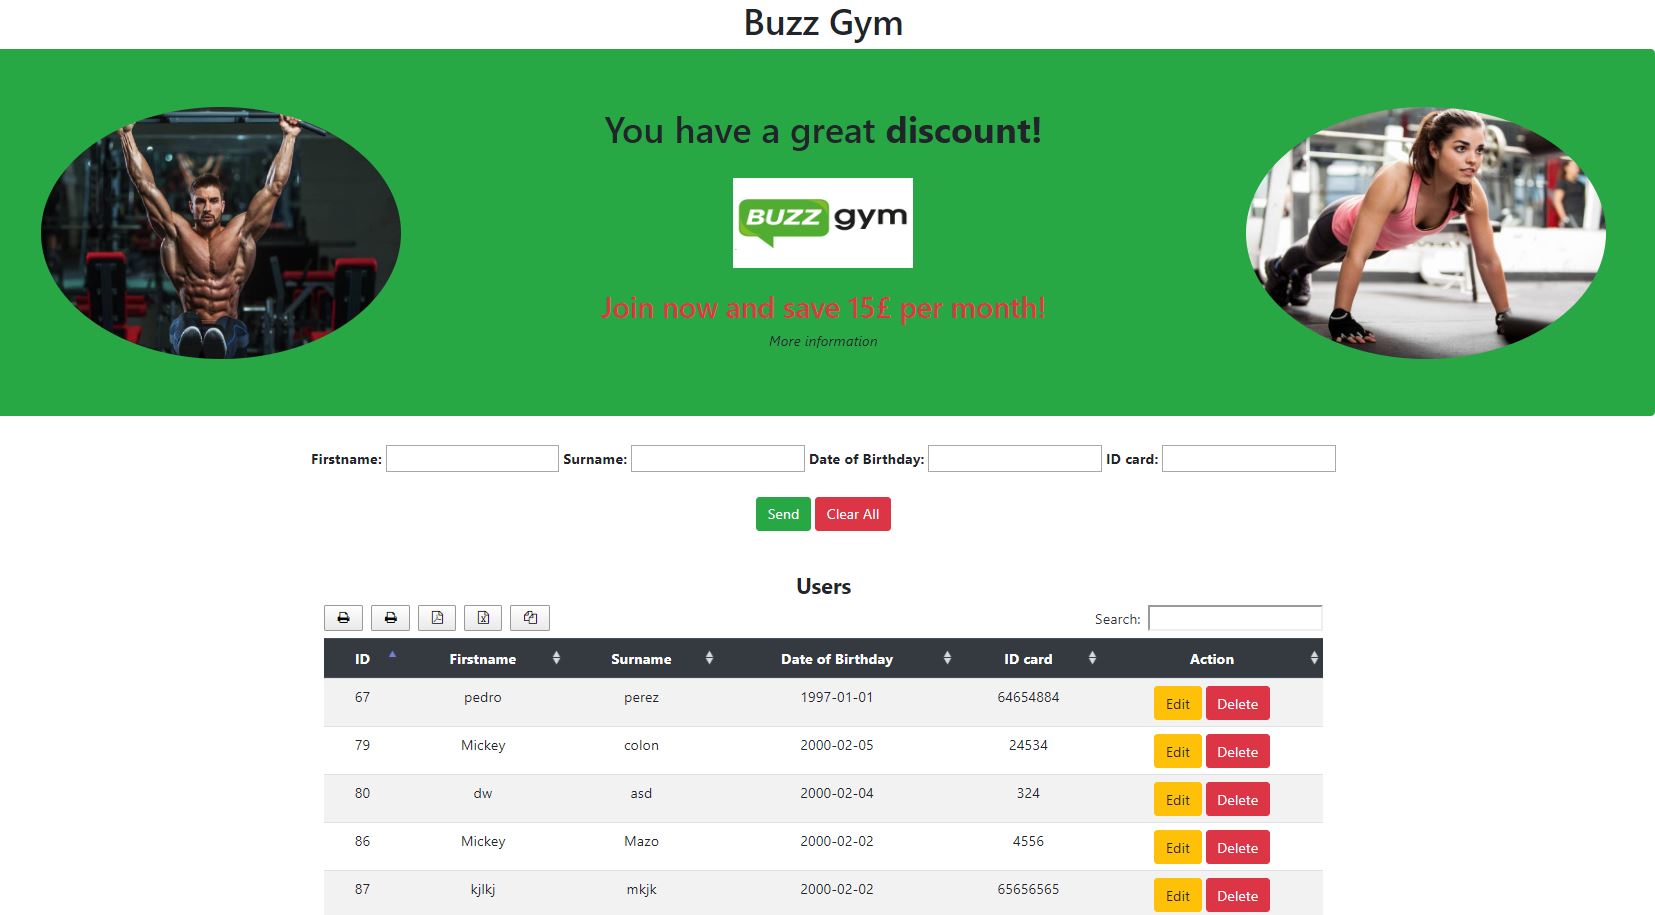 Buzz Gym
You have a great discount!
BUZZ gym
Join now and save 15£ per month!
More information
Firstname: Surname: Date of Birthday: ID card:
Send Clear All
Users
Search:
ID Firstname Surname Date of Birthday ID card Action
67 pedro perez 1997-01-01 64654884 Edit Delete
79 Mickey colon 2000-02-05 24534 Edit Delete
80 dw asd 2000-02-04 324 Edit Delete
86 Mickey Mazo 2000-02-02 4556 Edit Delete
87 kjlkj mkjk 2000-02-02 65656565 Edit Delete